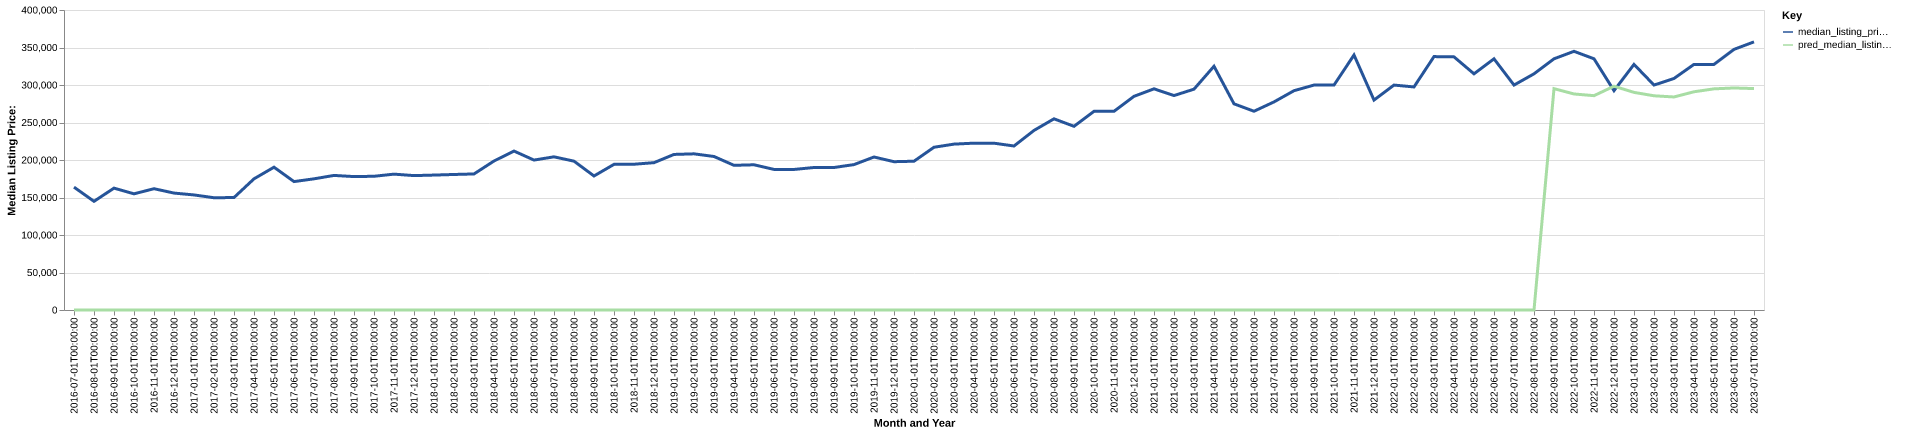 400,000
350,000
300,000
250,000
200,000
150,000
100,000
50,000
0
Median Listing Price:
2016-07-01T00:00:00
2016-08-01T00:00:00
2016-09-01T00:00:00
2016-10-01T00:00:00
2016-11-01T00:00:00
2016-12-01T00:00:00
2017-01-01T00:00:00
2017-02-01T00:00:00
2017-03-01T00:00:00
2017-04-01T00:00:00
2017-05-01T00:00:00
2017-06-01T00:00:00
2017-07-01T00:00:00
2017-08-01T00:00:00
2017-09-01T00:00:00
2017-10-01T00:00:00
2017-11-01T00:00:00
2017-12-01T00:00:00
2018-01-01T00:00:00
2018-02-01T00:00:00
2018-03-01T00:00:00
2018-04-01T00:00:00
2018-05-01T00:00:00
2018-06-01T00:00:00
2018-07-01T00:00:00
2018-08-01T00:00:00
2018-09-01T00:00:00
2018-10-01T00:00:00
2018-11-01T00:00:00
2018-12-01T00:00:00
2019-01-01T00:00:00
2019-02-01T00:00:00
2019-03-01T00:00:00
2019-04-01T00:00:00
2019-05-01T00:00:00
2019-06-01T00:00:00
2019-07-01T00:00:00
2019-08-01T00:00:00
2019-09-01T00:00:00
2019-10-01T00:00:00
2019-11-01T00:00:00
2019-12-01T00:00:00
2020-01-01T00:00:00
2020-02-01T00:00:00
2020-03-01T00:00:00
2020-04-01T00:00:00
2020-05-01T00:00:00
2020-06-01T00:00:00
2020-07-01T00:00:00
2020-08-01T00:00:00
2020-09-01T00:00:00
2020-10-01T00:00:00
2020-11-01T00:00:00
2020-12-01T00:00:00
2021-01-01T00:00:00
2021-02-01T00:00:00
2021-03-01T00:00:00
2021-04-01T00:00:00
2021-05-01T00:00:00
2021-06-01T00:00:00
2021-07-01T00:00:00
2021-08-01T00:00:00
2021-09-01T00:00:00
2021-10-01T00:00:00
2021-11-01T00:00:00
2021-12-01T00:00:00
2022-01-01T00:00:00
2022-02-01T00:00:00
2022-03-01T00:00:00
2022-04-01T00:00:00
2022-05-01T00:00:00
2022-06-01T00:00:00
2022-07-01T00:00:00
2022-08-01T00:00:00
2022-09-01T00:00:00
2022-10-01T00:00:00
2022-11-01T00:00:00
2022-12-01T00:00:00
2023-01-01T00:00:00
2023-02-01T00:00:00
2023-03-01T00:00:00
2023-04-01T00:00:00
2023-05-01T00:00:00
2023-06-01T00:00:00
2023-07-01T00:00:00
Month and Year
Key
median_listing_pri…
pred_median_listin…